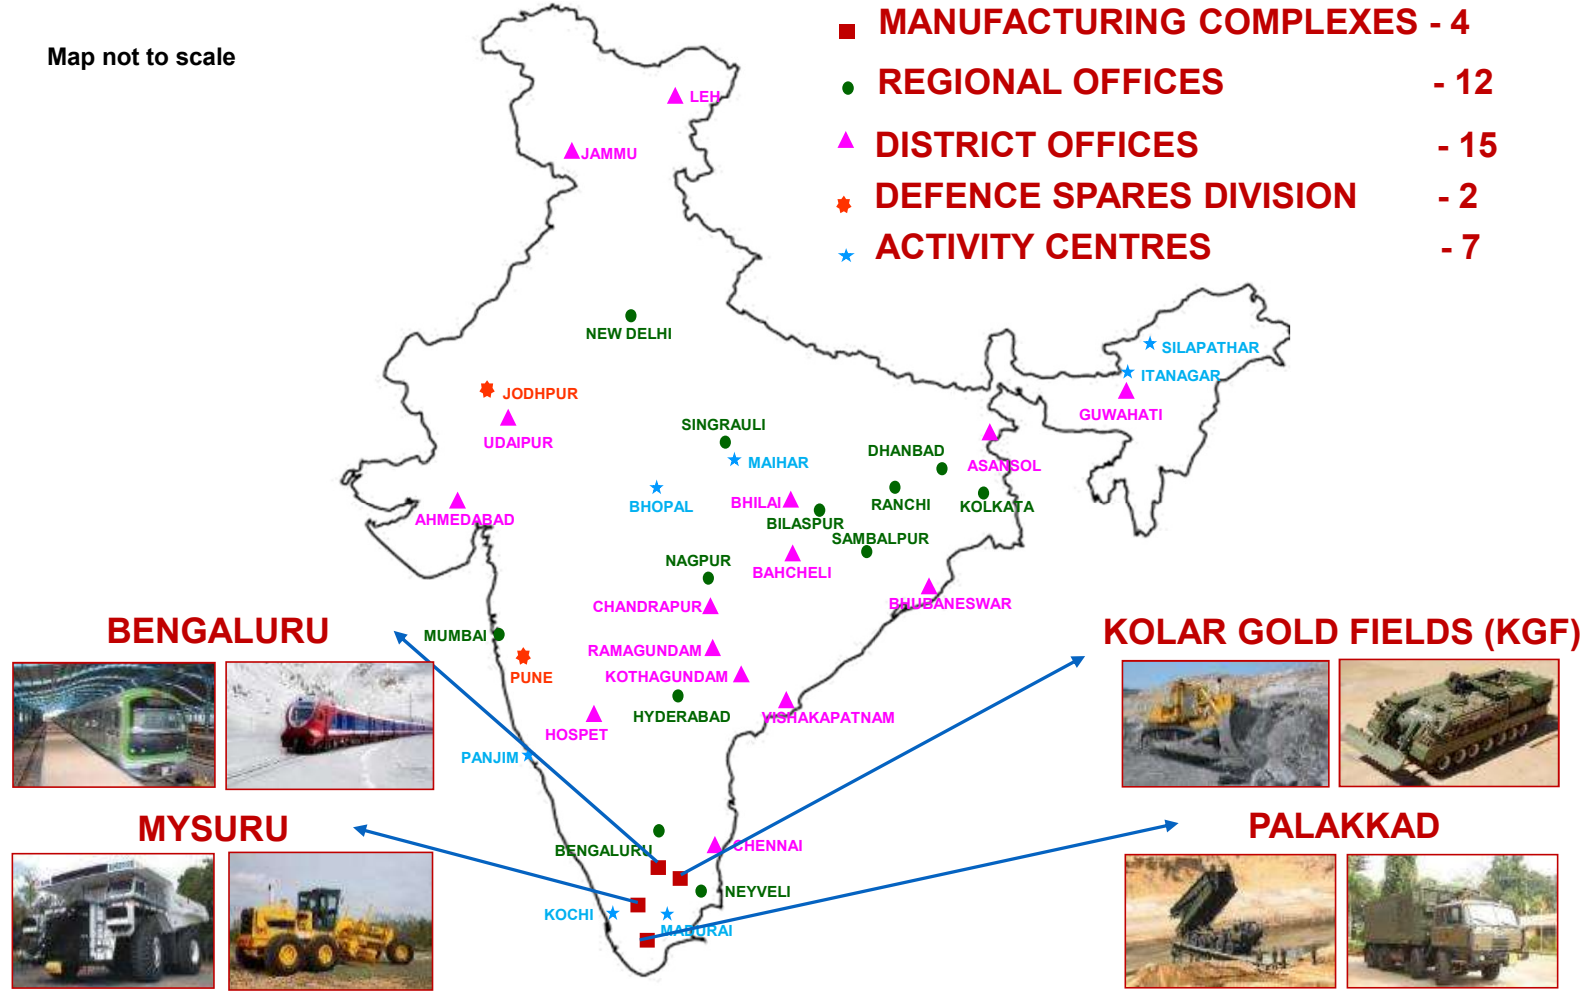 MANUFACTURING COMPLEXES - 4
Map not to scale
REGIONAL OFFICES - 12
LEH
DISTRICT OFFICES - 15
JAMMU
DEFENCE SPARES DIVISION - 2
ACTIVITY CENTRES - 7
NEW DELHI
SILAPATHAR
ITANAGAR
JODHPUR
GUWAHATI
UDAIPUR
SINGRAULI
DHANBAD
MAIHAR
ASANSOL
BHOPAL
BHILAI
RANCHI
KOLKATA
AHMEDABAD
BILASPUR
SAMBALPUR
NAGPUR
BAHCHELI
CHANDRAPUR
BHUBANESWAR
BENGALURU
MUMBAI
KOLAR GOLD FIELDS (KGF)
RAMAGUNDAM
PUNE
KOTHAGUNDAM
HYDERABAD
VISHAKAPATNAM
HOSPET
PANJIM
MYSURU
PALAKKAD
BENGALURU
CHENNAI
NEYVELI
KOCHI
MADURAI